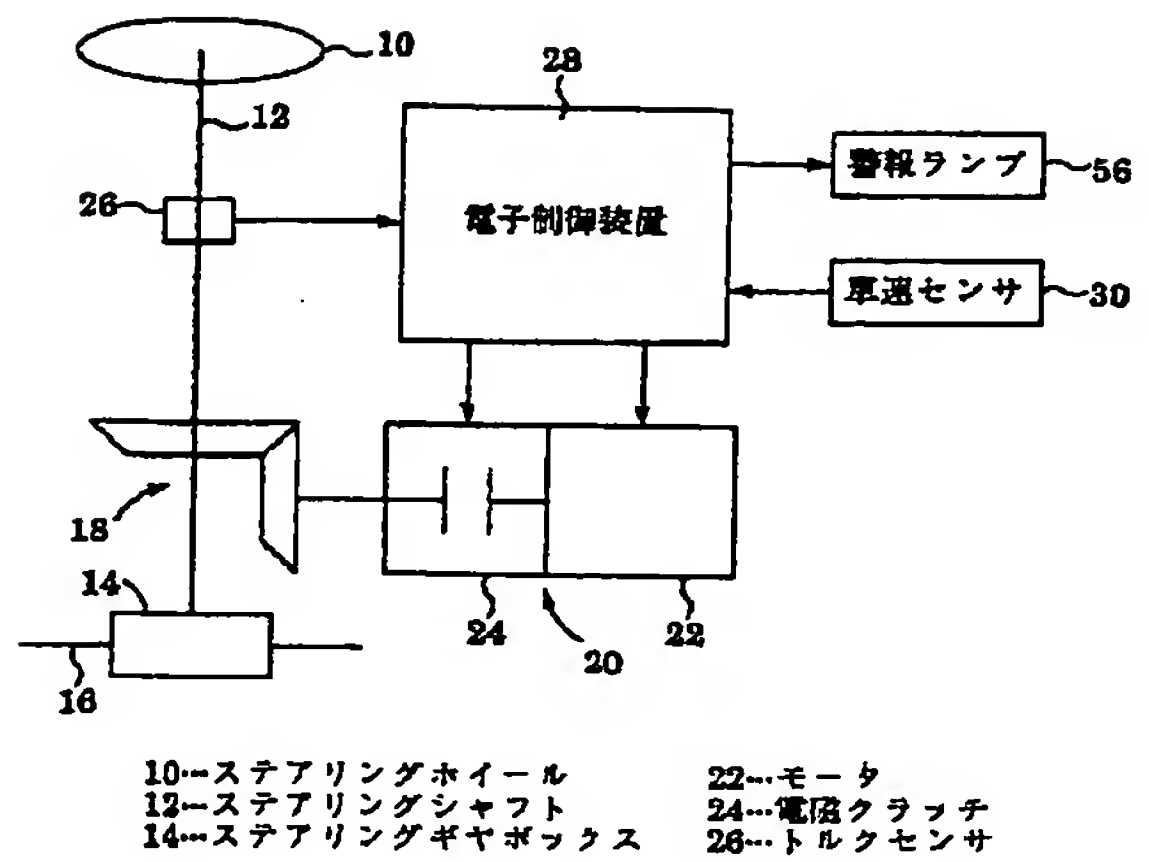 10
28
12
警報ランプ
56
26
電子制御装置
車速センサ
30
18
14
24
22
20
16
10…ステアリングホイール
22…モータ
12…ステアリングシャフト
24…電磁クラッチ
14…ステアリングギヤボックス
26…トルクセンサ